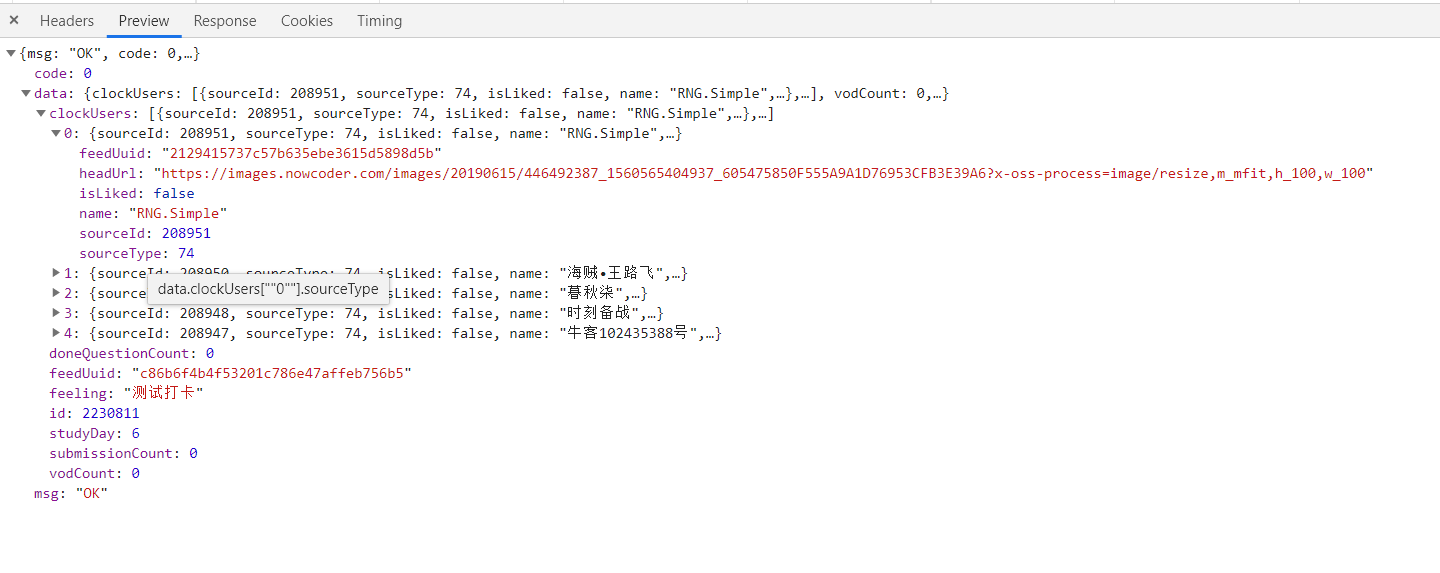 × Headers Preview Response Cookies Timing
▼{msg: "OK", code: 0,…}
code: 0
▼data: {clockUsers: [{sourceId: 208951, sourceType: 74, isLiked: false, name: "RNG.Simple",…},…], vodCount: 0,…}
▼clockUsers: [{sourceId: 208951, sourceType: 74, isLiked: false, name: "RNG.Simple",…},…]
▼0: {sourceId: 208951, sourceType: 74, isLiked: false, name: "RNG.Simple",…}
feedUuid: "2129415737c57b635ebe3615d5898d5b"
headUrl: "https://images.nowcoder.com/images/20190615/446492387_1560565404937_605475850F555A9A1D76953CFB3E39A6?x-oss-process=image/resize,m_mfit,h_100,w_100"
isLiked: false
name: "RNG.Simple"
sourceId: 208951
sourceType: 74
▶1: {sourceId: 208950, sourceType: 74, isLiked: false, name: "海贼•王路飞",…}
data.clockUsers[""0""].sourceType
▶2: {sourceId: isLiked: false, name: "暮秋柒",…}
▶3: {sourceId: 208948, sourceType: 74, isLiked: false, name: "时刻备战",…}
▶4: {sourceId: 208947, sourceType: 74, isLiked: false, name: "牛客102435388号",…}
doneQuestionCount: 0
feedUuid: "c86b6f4b4f53201c786e47affeb756b5"
feeling: "测试打卡"
id: 2230811
studyDay: 6
submissionCount: 0
vodCount: 0
msg: "OK"